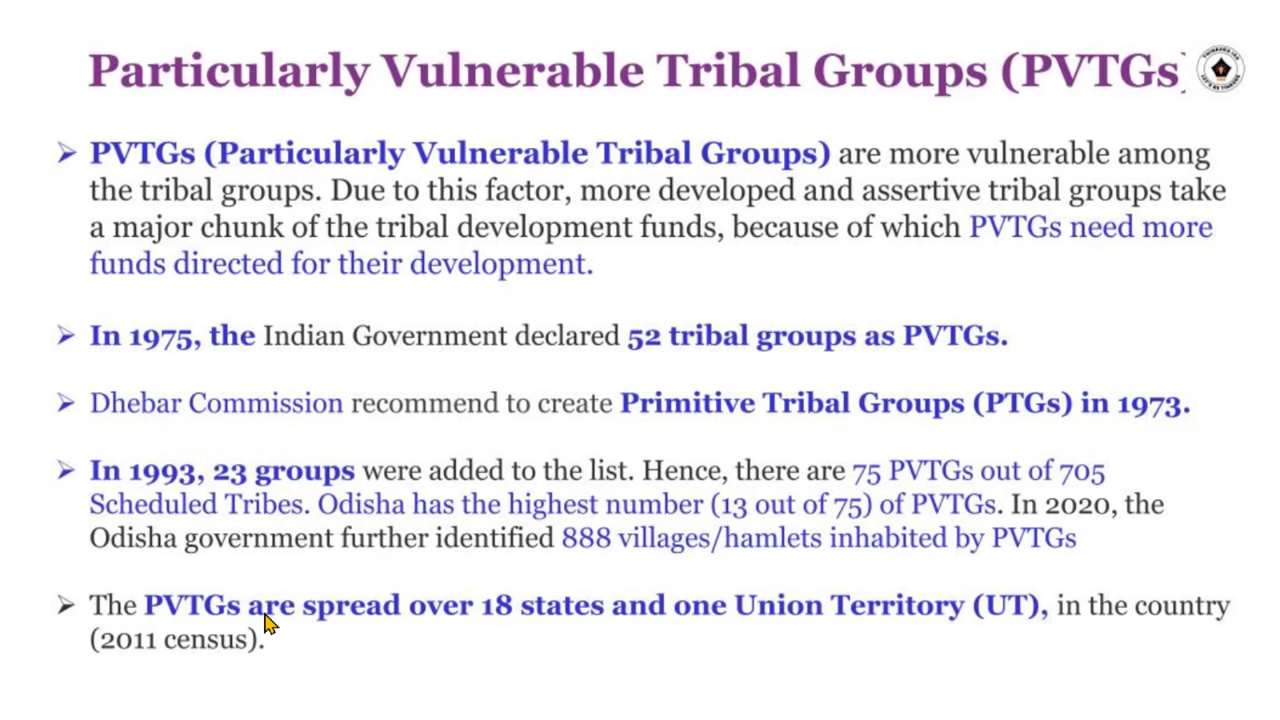 Particularly Vulnerable Tribal Groups (PVTGs)
➢ PVTGs (Particularly Vulnerable Tribal Groups) are more vulnerable among
the tribal groups. Due to this factor, more developed and assertive tribal groups take
a major chunk of the tribal development funds, because of which PVTGs need more
funds directed for their development.
➢ In 1975, the Indian Government declared 52 tribal groups as PVTGs.
➢ Dhebar Commission recommend to create Primitive Tribal Groups (PTGs) in 1973.
➢ In 1993, 23 groups were added to the list. Hence, there are 75 PVTGs out of 705
Scheduled Tribes. Odisha has the highest number (13 out of 75) of PVTGs. In 2020, the
Odisha government further identified 888 villages/hamlets inhabited by PVTGs
➢ The PVTGs are spread over 18 states and one Union Territory (UT), in the country
(2011 census).